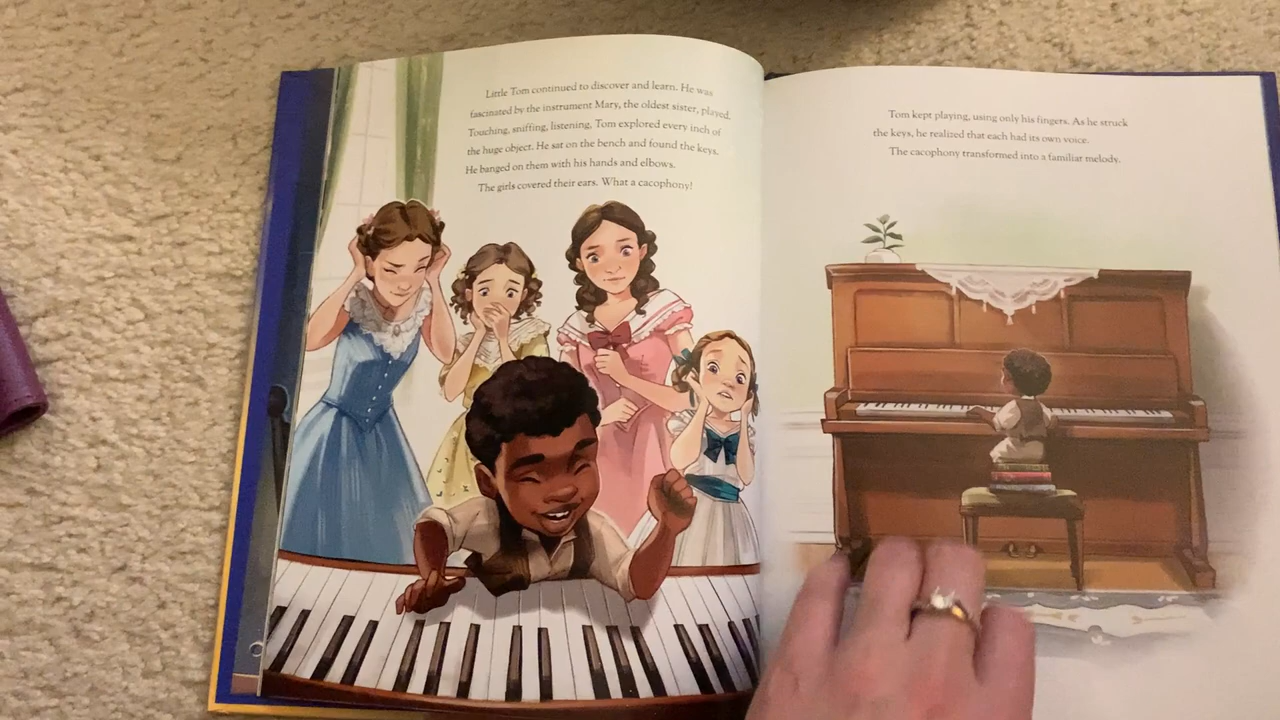 Little Tom continued to discover and learn. He was
fascinated by the instrument Mary, the oldest sister, played.
Touching, sniffing, listening, Tom explored every inch of
the huge object. He sat on the bench and found the keys.
He banged on them with his hands and elbows.
The girls covered their ears. What a cacophony!
Tom kept playing, using only his fingers. As he struck
the keys, he realized that each had its own voice.
The cacophony transformed into a familiar melody.